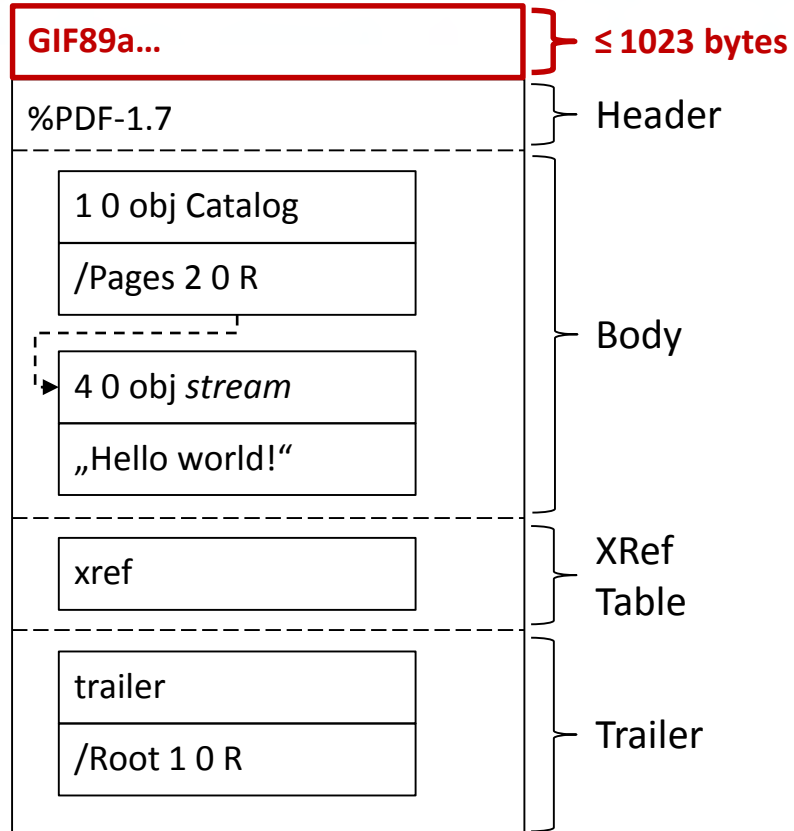 GIF89a…
≤ 1023 bytes
%PDF-1.7
Header
1 0 obj Catalog
/Pages 2 0 R
Body
4 0 obj stream
„Hello world!“
xref
XRef
Table
trailer
/Root 1 0 R
Trailer